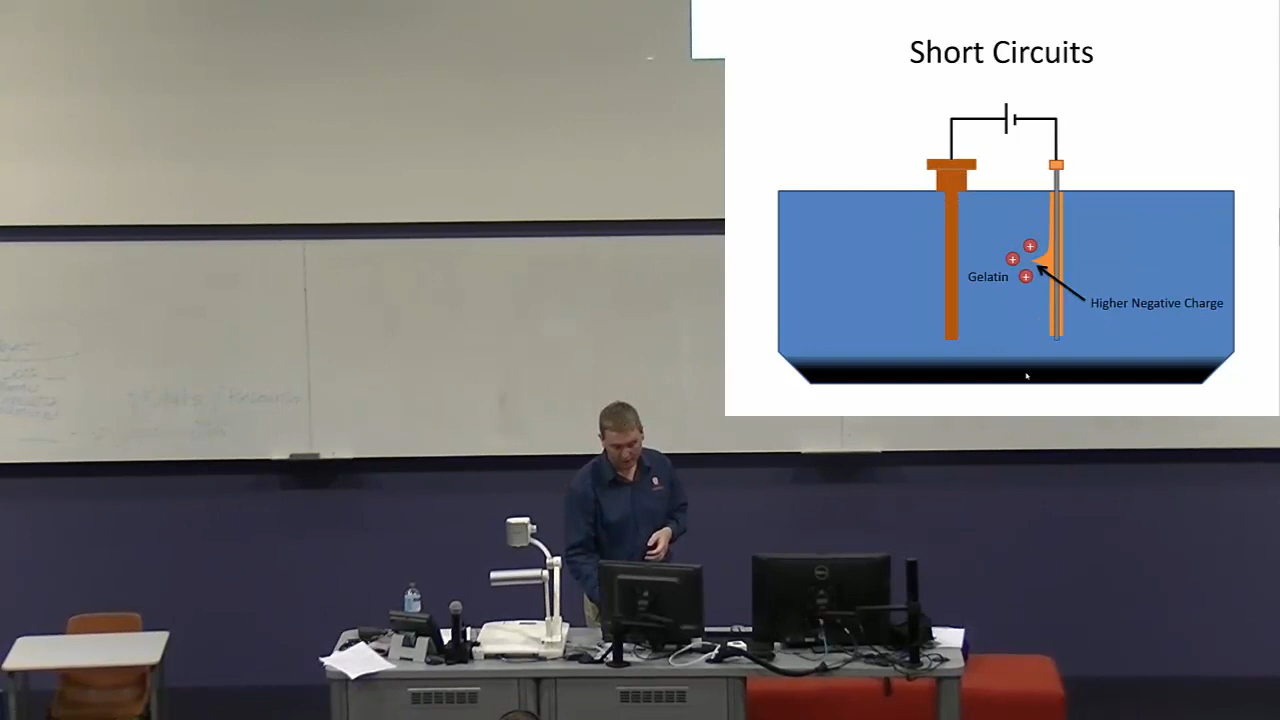 Short Circuits
+
+
Gelatin
+
Higher Negative Charge